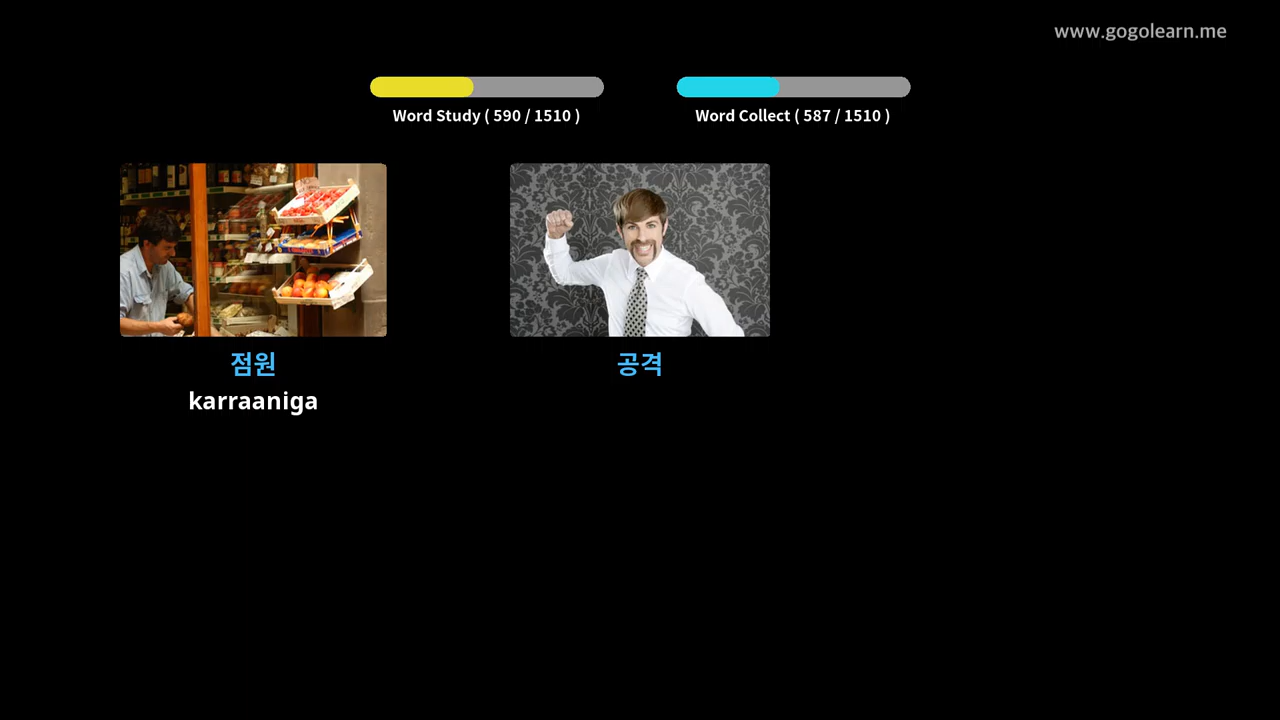 www.gogolearn.me
Word Study ( 590 / 1510 )
Word Collect ( 587 / 1510 )
점원
karraaniga
공격